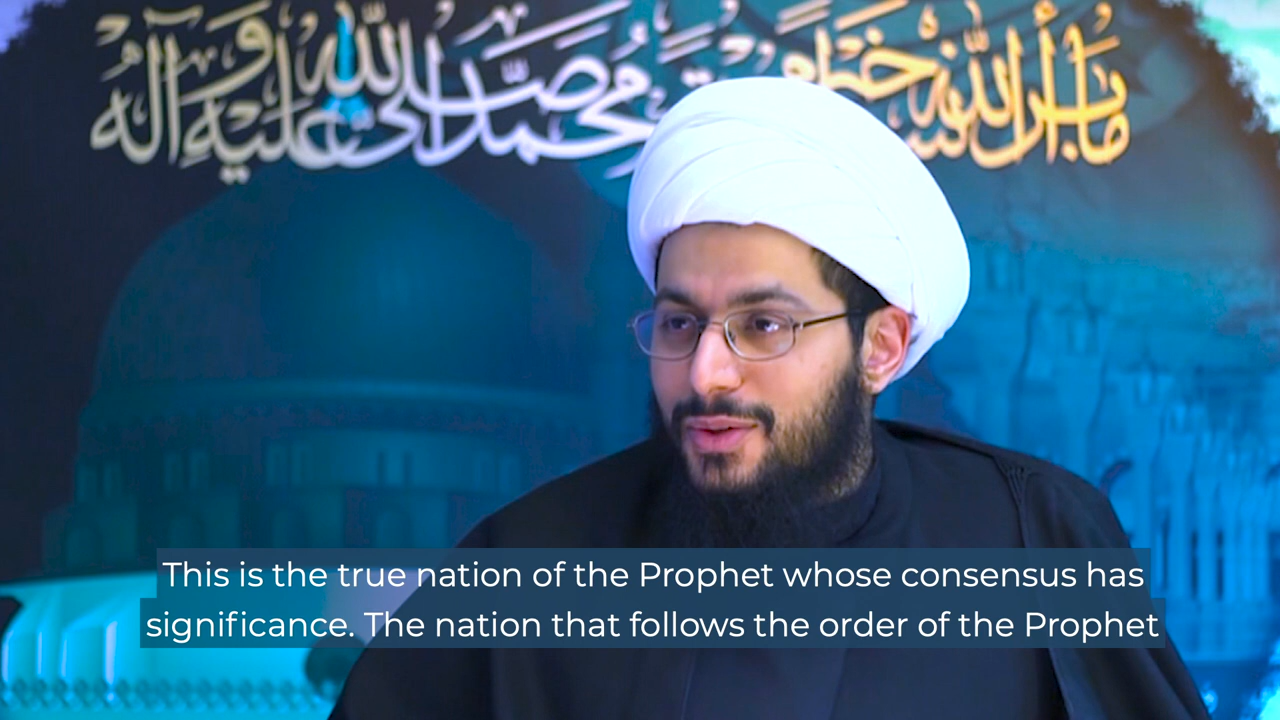 محمد صلى الله عليه وآله
This is the true nation of the Prophet whose consensus has
significance. The nation that follows the order of the Prophet